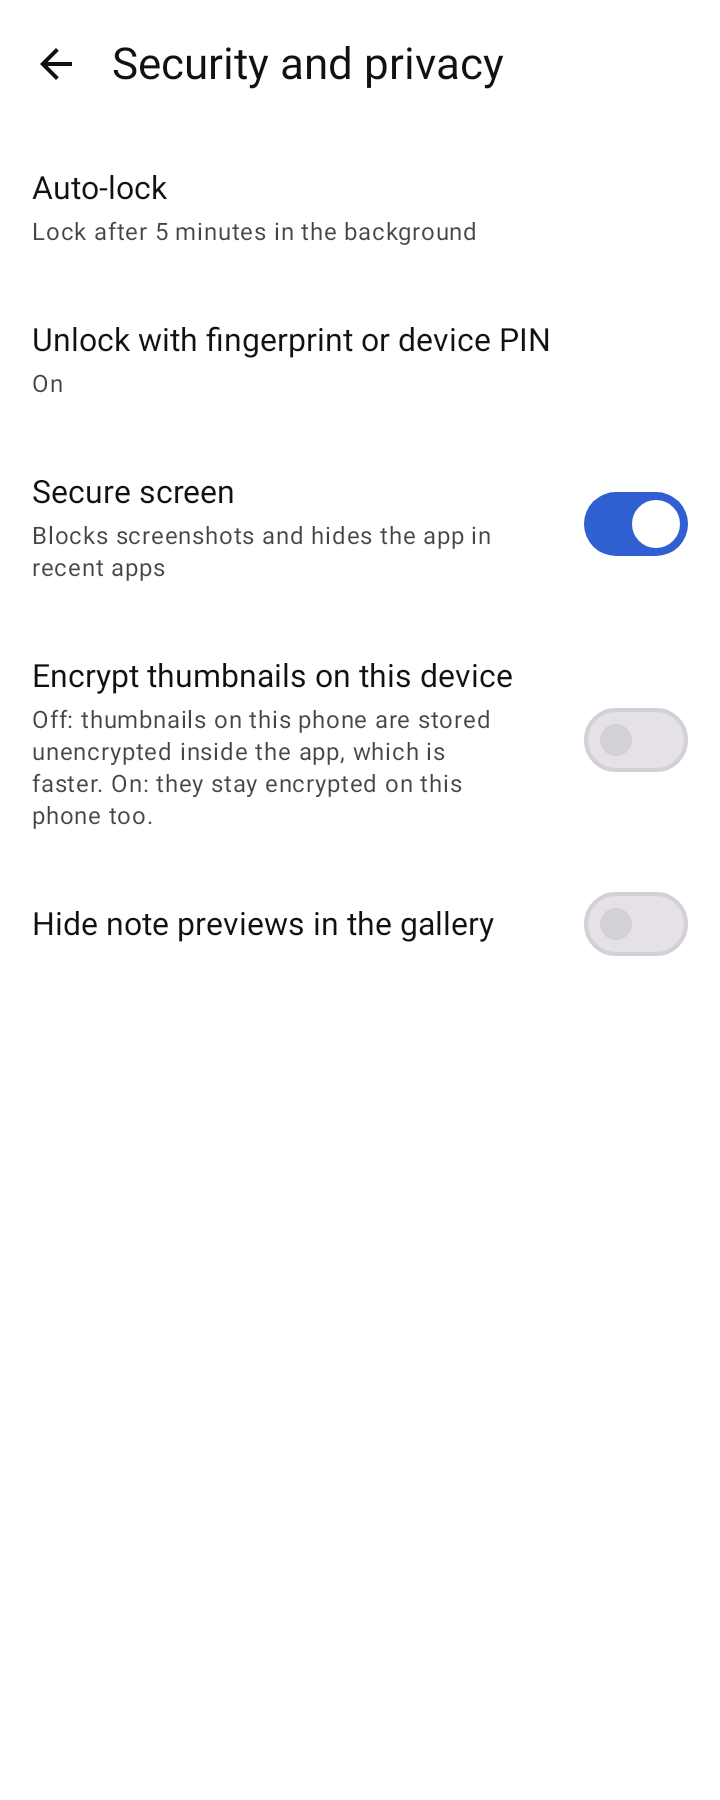 Security and privacy
Auto-lock
Lock after 5 minutes in the background
Unlock with fingerprint or device PIN
On
Secure screen
Blocks screenshots and hides the app in
recent apps
Encrypt thumbnails on this device
Off: thumbnails on this phone are stored
unencrypted inside the app, which is
faster. On: they stay encrypted on this
phone too.
Hide note previews in the gallery